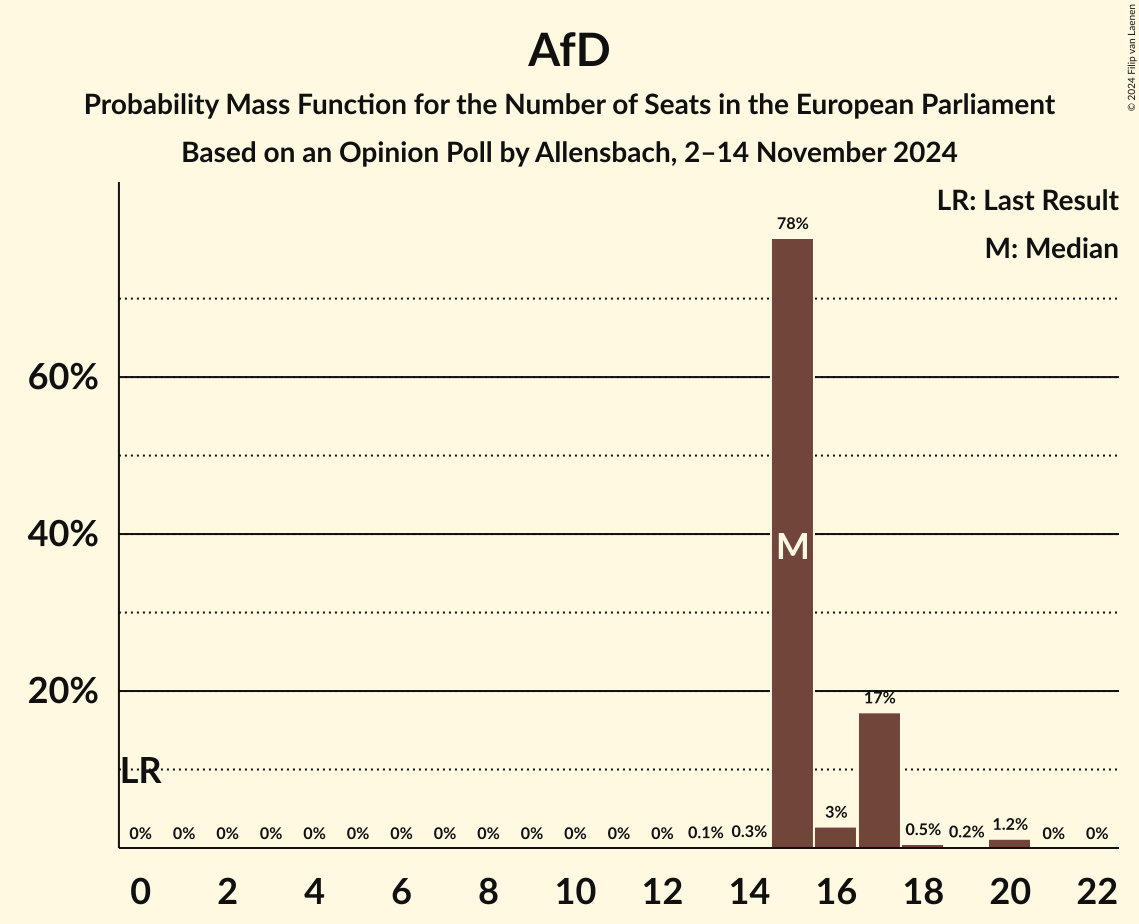 AfD
Probability Mass Function for the Number of Seats in the European Parliament
Based on an Opinion Poll by Allensbach, 2–14 November 2024
© 2024 Filip van Laenen
LR: Last Result
M: Median
78%
60%
40%
M
20%
17%
LR
0% 0% 0% 0% 0% 0% 0% 0% 0% 0% 0% 0% 0% 0.1% 0.3% 3% 0.5% 0.2% 1.2% 0% 0%
0 2 4 6 8 10 12 14 16 18 20 22